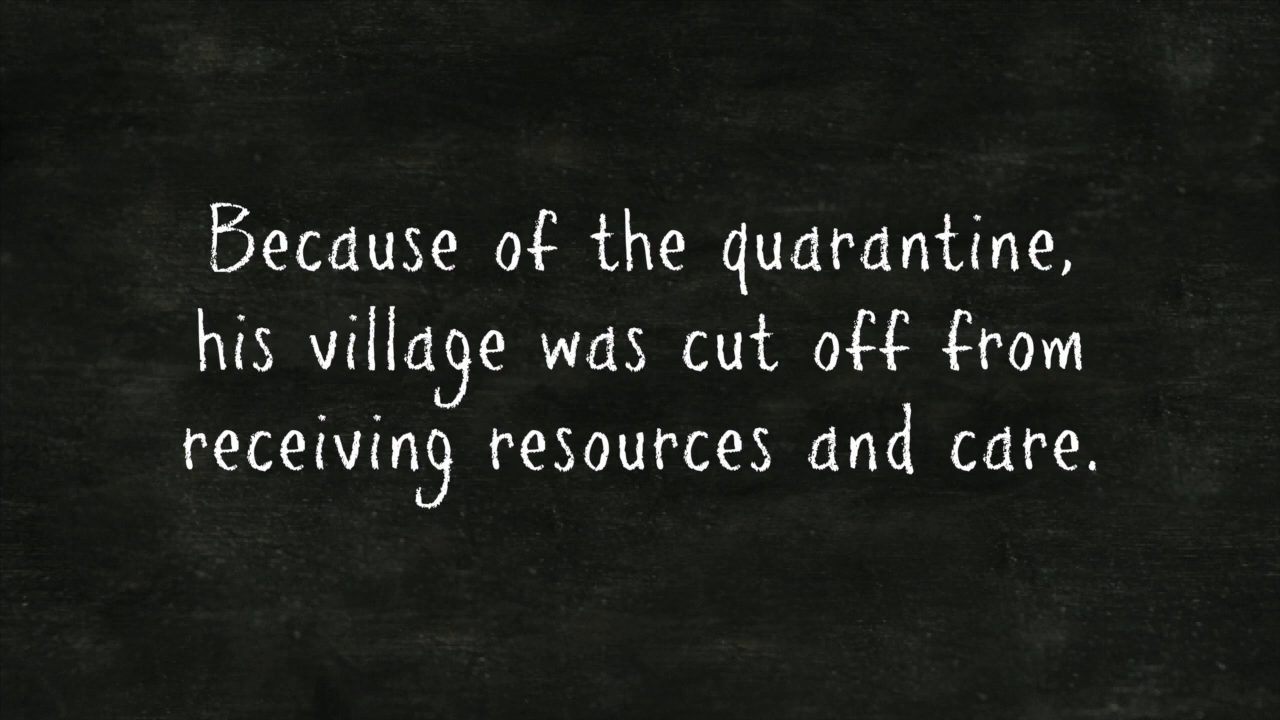 Because of the quarantine,
his village was cut off from
receiving resources and care.